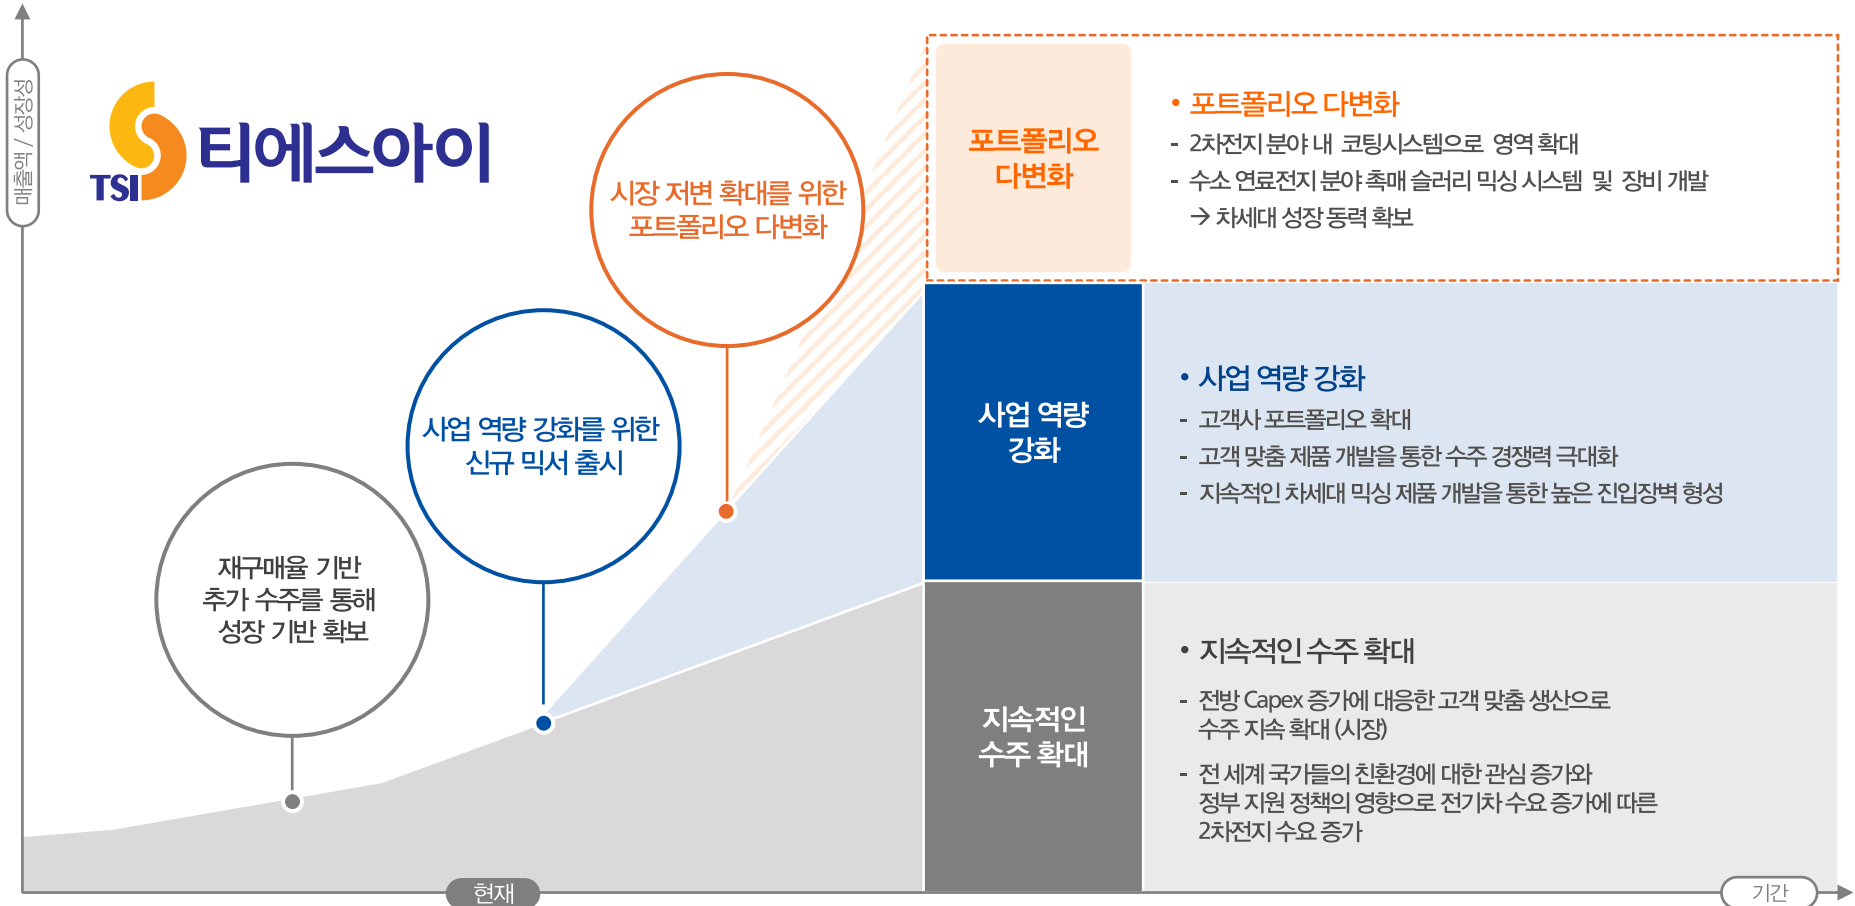 매출액 / 성장성
TSI 티에스아이
시장 저변 확대를 위한
포트폴리오 다변화
사업 역량 강화를 위한
신규 믹서 출시
재구매율 기반
추가 수주를 통해
성장 기반 확보
포트폴리오
다변화
• 포트폴리오 다변화
- 2차전지 분야 내 코팅시스템으로 영역 확대
- 수소 연료전지 분야 촉매 슬러리 믹싱 시스템 및 장비 개발
→ 차세대 성장 동력 확보
사업 역량
강화
• 사업 역량 강화
- 고객사 포트폴리오 확대
- 고객 맞춤 제품 개발을 통한 수주 경쟁력 극대화
- 지속적인 차세대 믹싱 제품 개발을 통한 높은 진입장벽 형성
지속적인
수주 확대
• 지속적인 수주 확대
- 전방 Capex 증가에 대응한 고객 맞춤 생산으로
수주 지속 확대 (시장)
- 전 세계 국가들의 친환경에 대한 관심 증가와
정부 지원 정책의 영향으로 전기차 수요 증가에 따른
2차전지 수요 증가
현재
기간